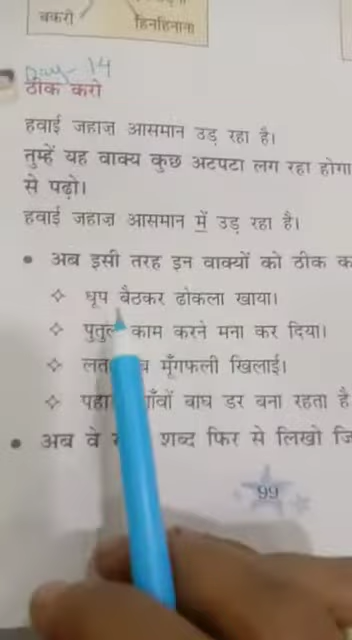 बकरी
हिनहिनाना
Day- 14
ठीक करो
हवाई जहाज़ आसमान उड़ रहा है।
तुम्हें यह वाक्य कुछ अटपटा लग रहा होगा
से पढ़ो।
हवाई जहाज़ आसमान में उड़ रहा है।
• अब इसी तरह इन वाक्यों को ठीक क
धूप बैठकर ढोकला खाया।
काम करने मना कर दिया।
मूँगफली खिलाई।
बाघ डर बना रहता है
• अब वे शब्द फिर से लिखो
99